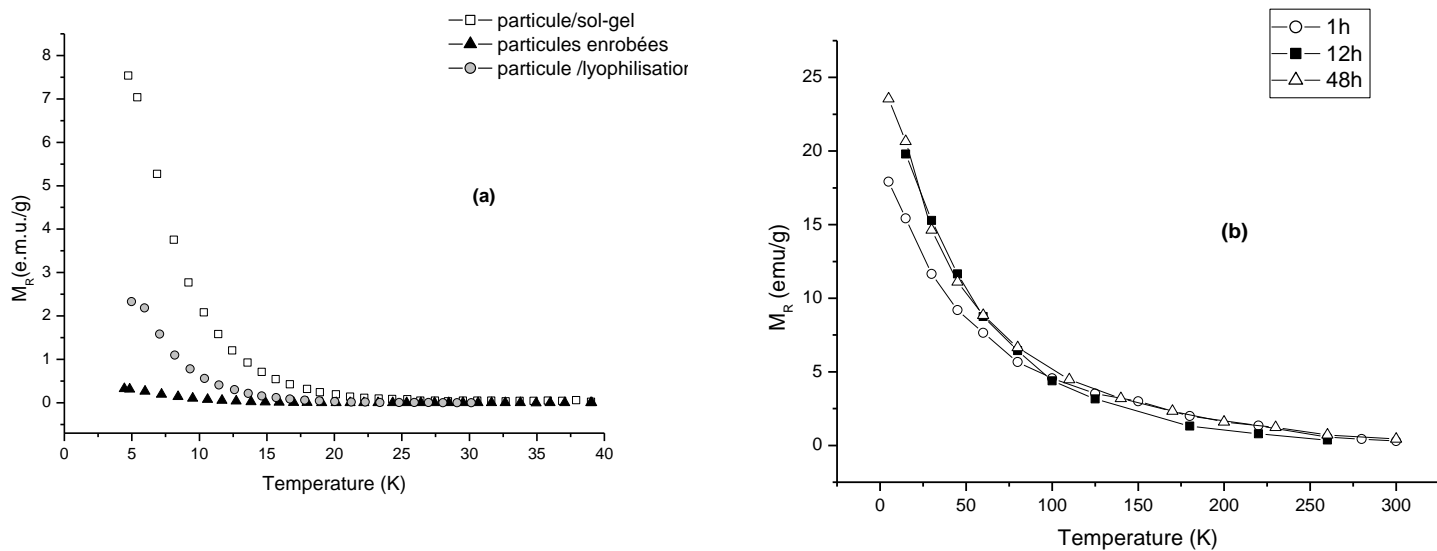 particule/sol-gel
particules enrobées
particule /lyophilisation
8
7
6
5
4
3
2
1
0
M_R(e.m.u./g)
(a)
0 5 10 15 20 25 30 35 40
Temperature (K)
1h
12h
48h
25
20
15
10
5
0
M_R (emu/g)
(b)
0 50 100 150 200 250 300
Temperature (K)